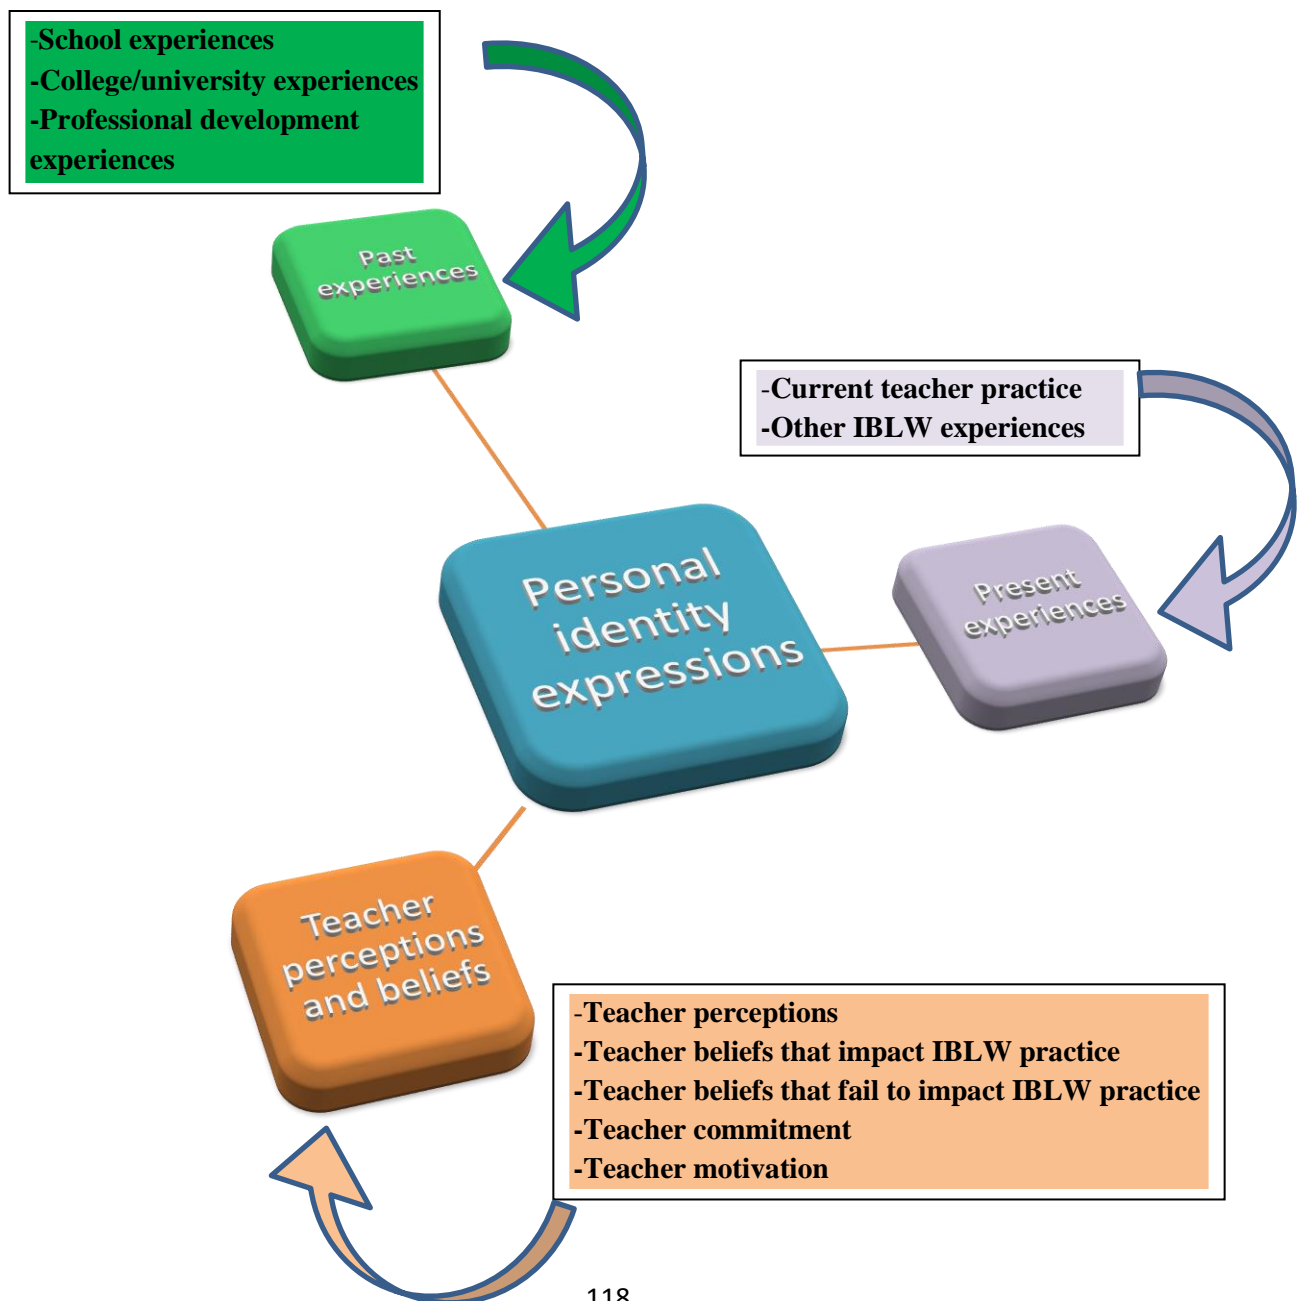 -School experiences
-College/university experiences
-Professional development
experiences
Past
experiences
-Current teacher practice
-Other IBLW experiences
Personal
identity
expressions
Present
experiences
Teacher
perceptions
and beliefs
-Teacher perceptions
-Teacher beliefs that impact IBLW practice
-Teacher beliefs that fail to impact IBLW practice
-Teacher commitment
-Teacher motivation
118